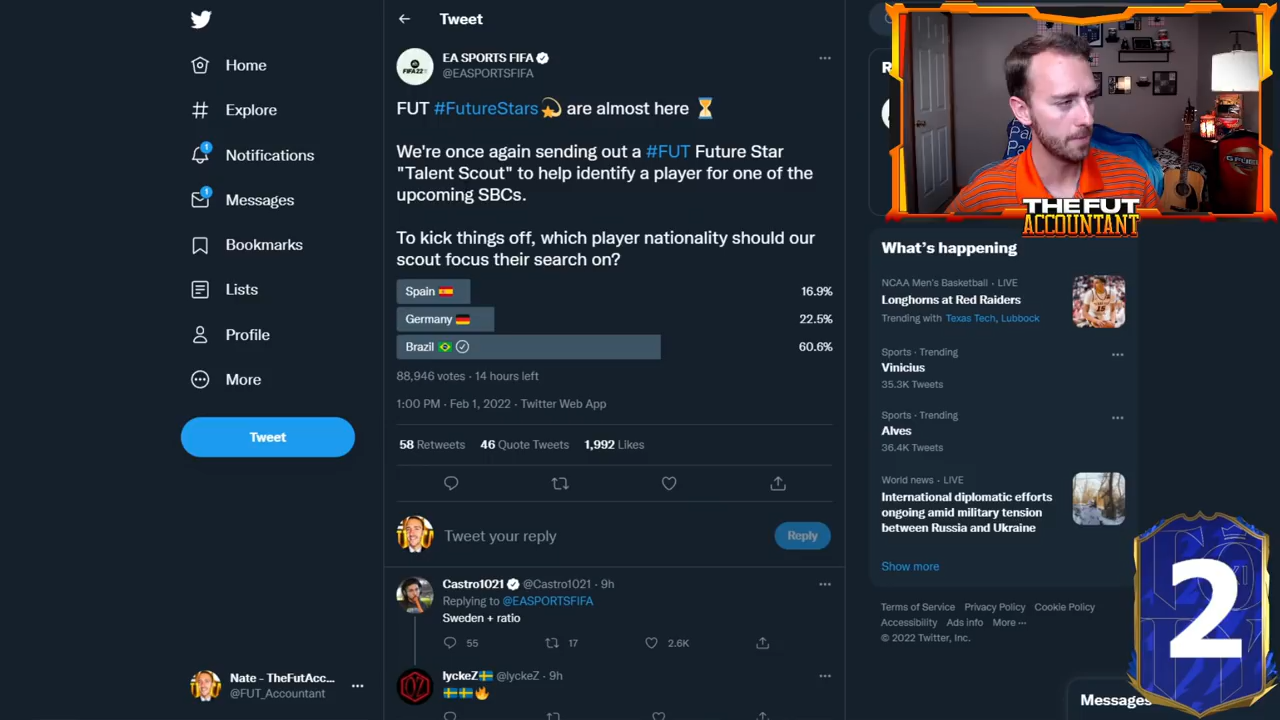 Home
Explore
1
Notifications
1
Messages
Bookmarks
Lists
Profile
More
Tweet
Nate - TheFutAcc...
@FUT_Accountant
Tweet
EA SPORTS FIFA
@EASPORTSFIFA
FIFA 22
FUT #FutureStars💫 are almost here ⏳
We're once again sending out a #FUT Future Star
"Talent Scout" to help identify a player for one of the
upcoming SBCs.
To kick things off, which player nationality should our
scout focus their search on?
Spain 🇪🇸 16.9%
Germany 🇩🇪 22.5%
Brazil 🇧🇷 60.6%
88,946 votes · 14 hours left
1:00 PM · Feb 1, 2022 · Twitter Web App
58 Retweets 46 Quote Tweets 1,992 Likes
Tweet your reply
Reply
Castro1021 @Castro1021 · 9h
Replying to @EASPORTSFIFA
Sweden + ratio
55 17 2.6K
lyckeZ🇸🇪 @lyckeZ · 9h
🇸🇪🇸🇪🔥
R
GFUEL
THE FUT
ACCOUNTANT
What's happening
NCAA Men's Basketball · LIVE
Longhorns at Red Raiders
Trending with Texas Tech, Lubbock
Sports · Trending
Vinicius
35.3K Tweets
Sports · Trending
Alves
36.4K Tweets
World news · LIVE
International diplomatic efforts
ongoing amid military tension
between Russia and Ukraine
Show more
Terms of Service Privacy Policy Cookie Policy
Accessibility Ads info More ···
© 2022 Twitter, Inc.
Messages
2